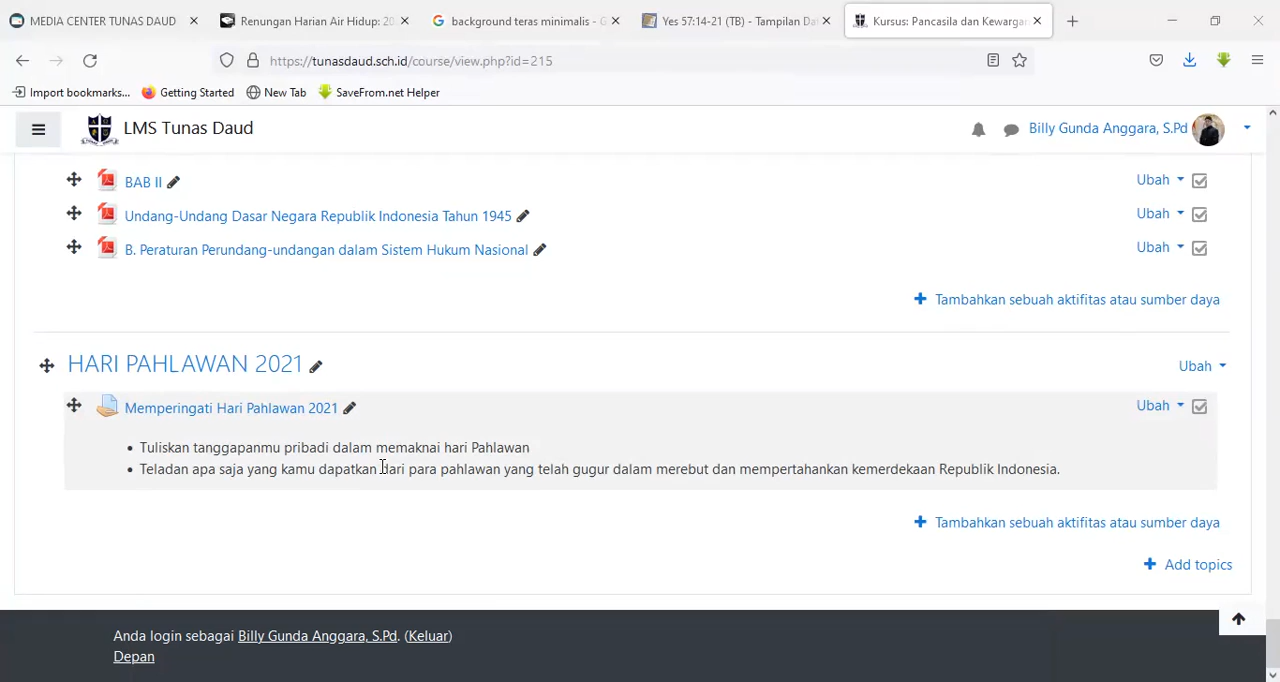 MEDIA CENTER TUNAS DAUD
Renungan Harian Air Hidup: 20
background teras minimalis - G
Yes 57:14-21 (TB) - Tampilan Da
Kursus: Pancasila dan Kewargan
https://tunasdaud.sch.id/course/view.php?id=215
Import bookmarks...
Getting Started
New Tab
SaveFrom.net Helper
LMS Tunas Daud
Billy Gunda Anggara, S.Pd
BAB II
Ubah
Undang-Undang Dasar Negara Republik Indonesia Tahun 1945
Ubah
B. Peraturan Perundang-undangan dalam Sistem Hukum Nasional
Ubah
Tambahkan sebuah aktifitas atau sumber daya
HARI PAHLAWAN 2021
Ubah
Memperingati Hari Pahlawan 2021
Ubah
• Tuliskan tanggapanmu pribadi dalam memaknai hari Pahlawan
• Teladan apa saja yang kamu dapatkan dari para pahlawan yang telah gugur dalam merebut dan mempertahankan kemerdekaan Republik Indonesia.
Tambahkan sebuah aktifitas atau sumber daya
Add topics
Anda login sebagai Billy Gunda Anggara, S.Pd. (Keluar)
Depan